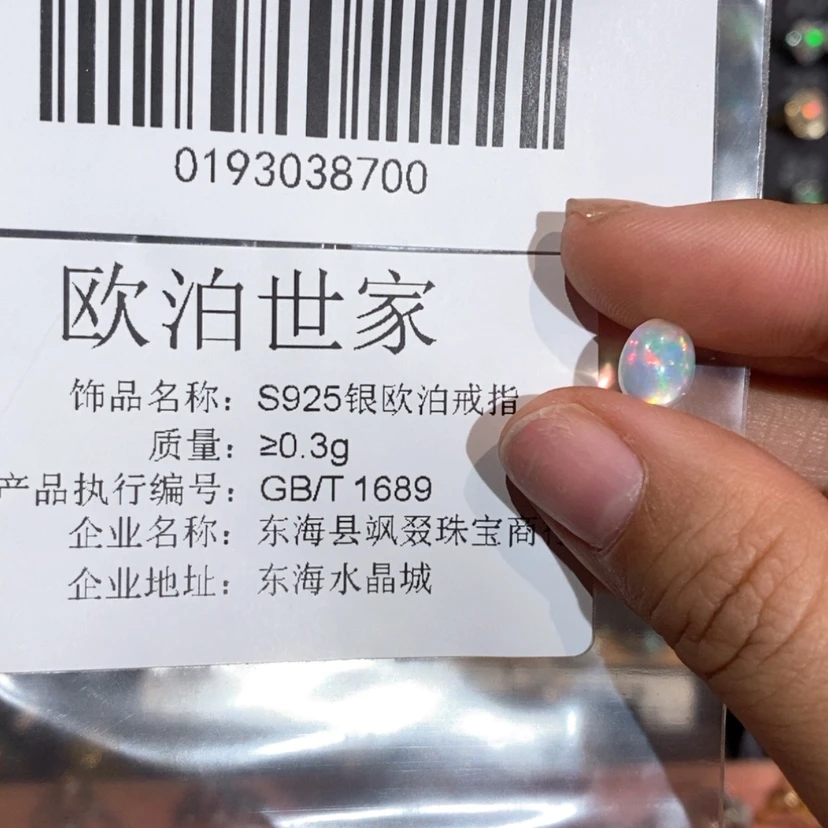 0193038700
欧泊世家
饰品名称：S925银欧泊戒指
质量：≥0.3g
产品执行编号：GB/T 1689
企业名称：东海县飒叕珠宝商
企业地址：东海水晶城